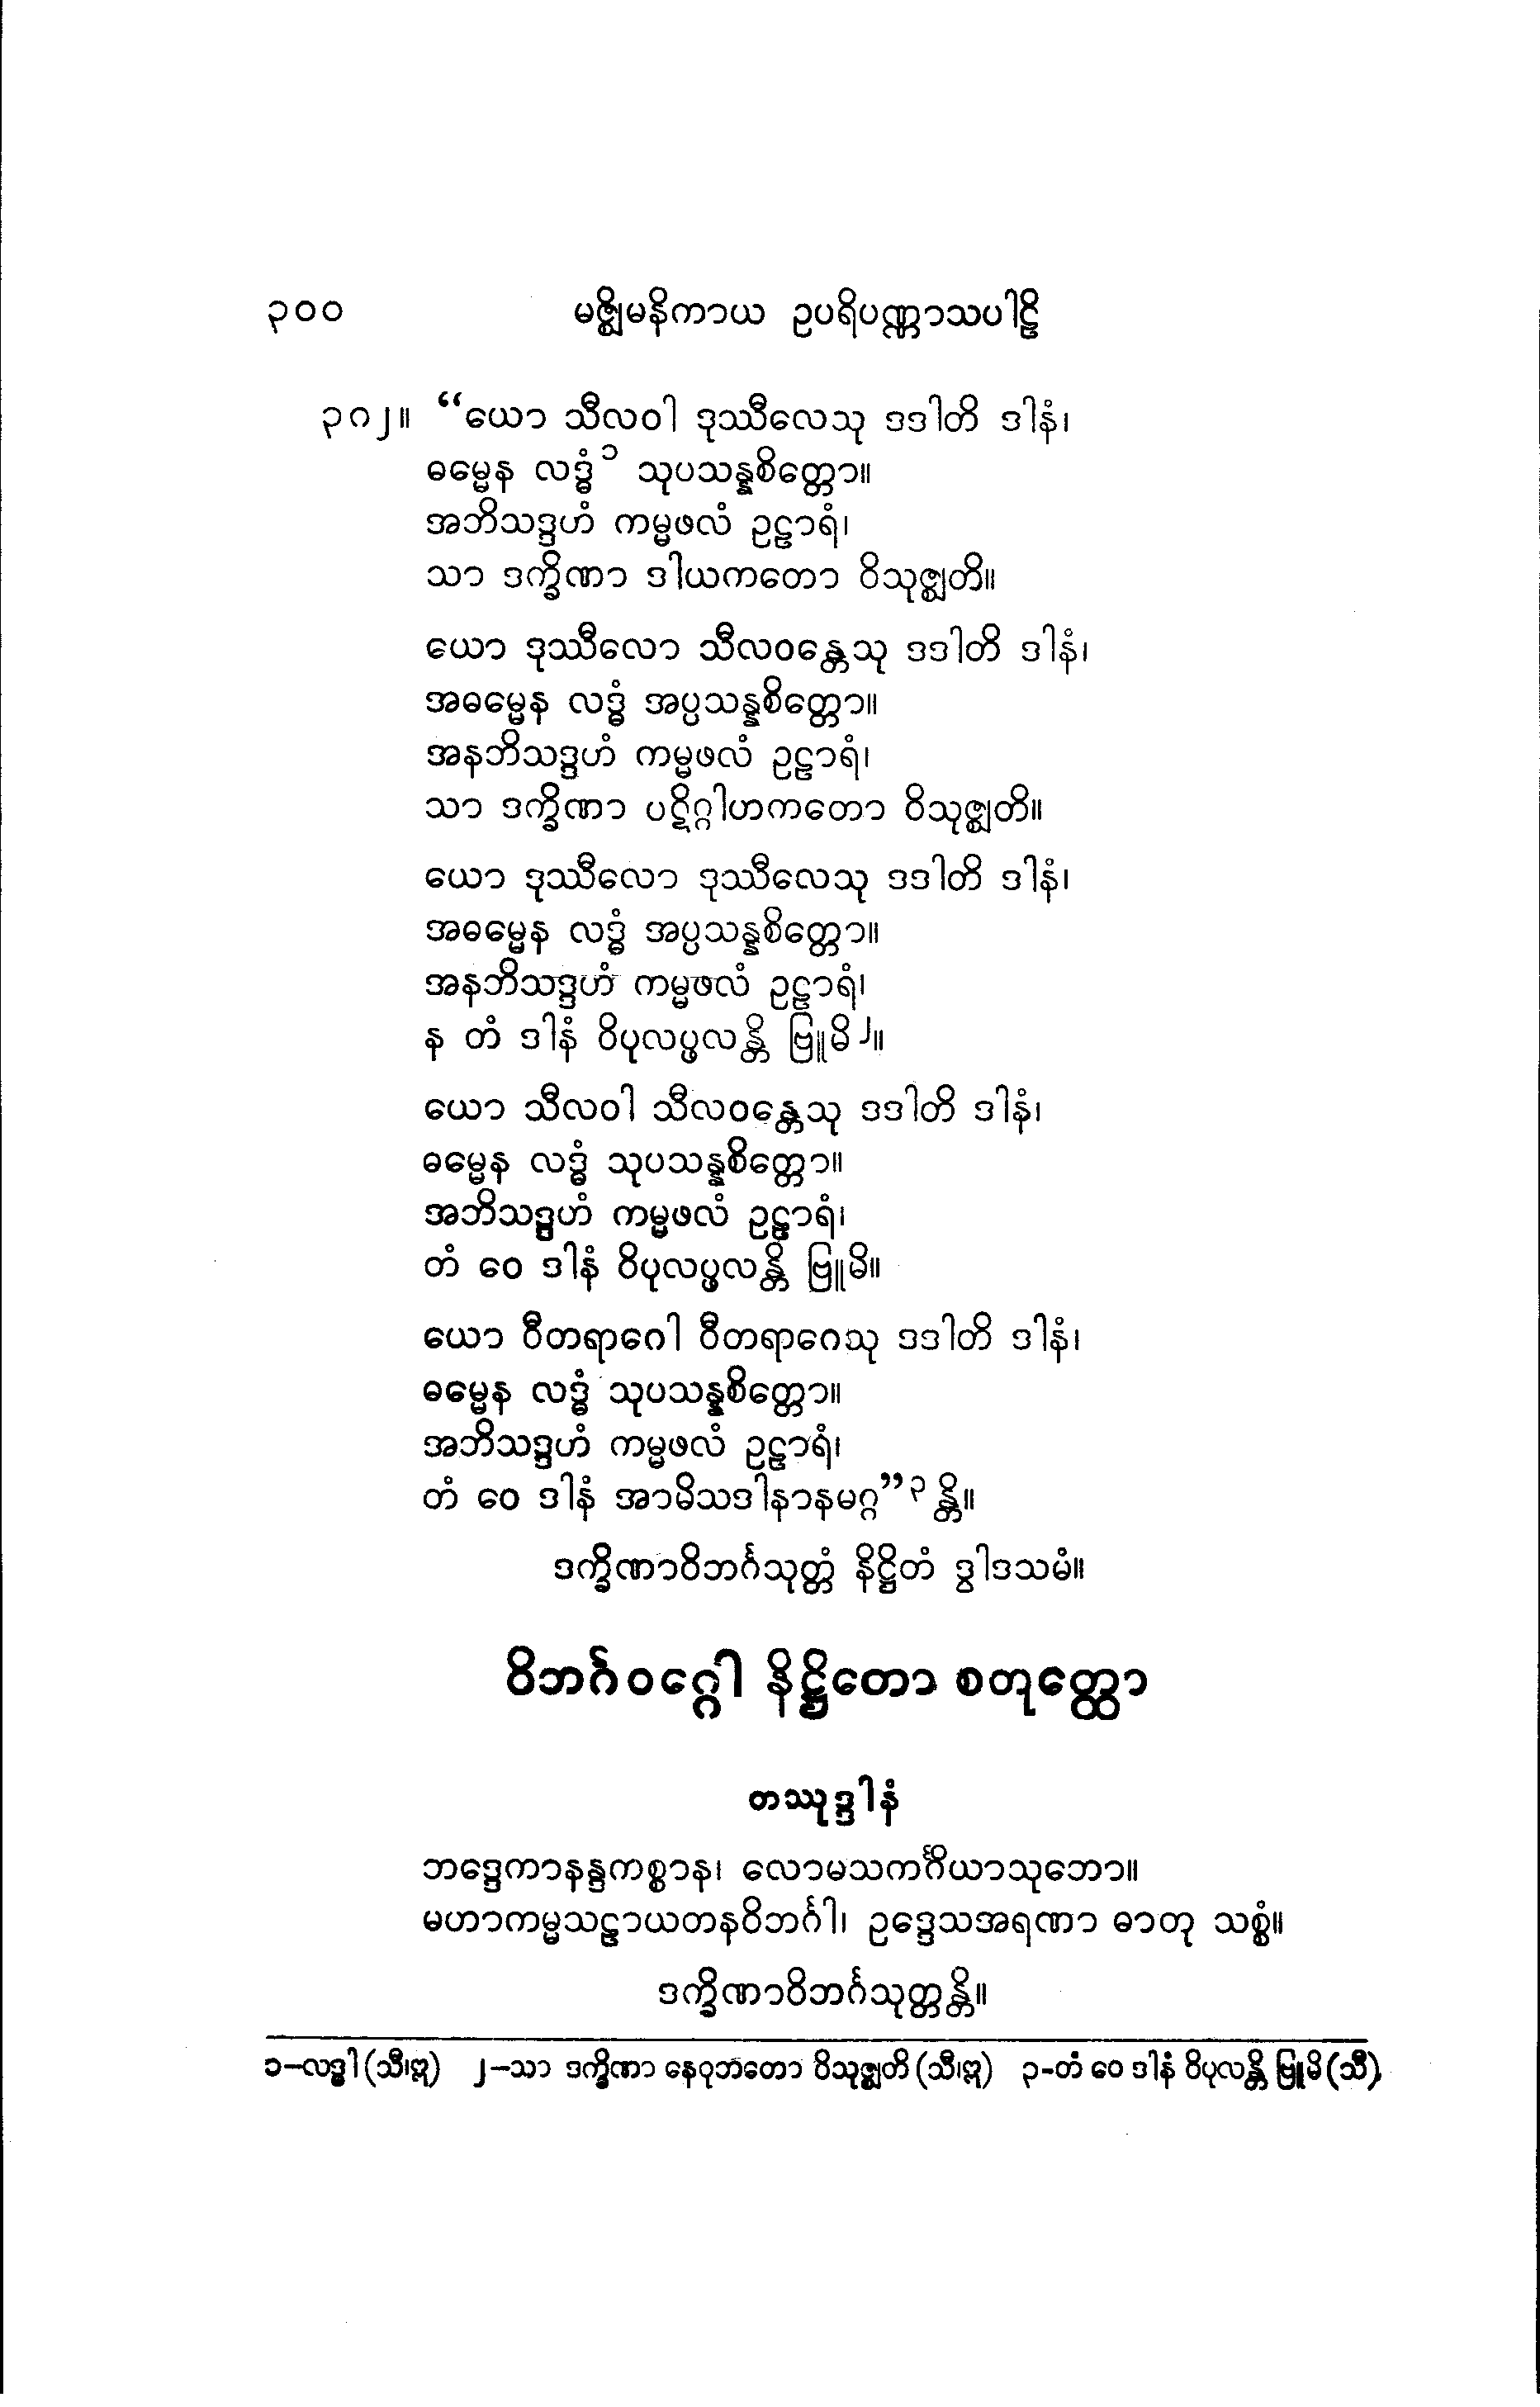 ၃၀၀ မဇ္ဈိမနိကာယ ဥပရိပဏ္ဏာသပါဠိ
၃၈၂။ “ယော သီလဝါ ဒုဿီလေသု ဒဒါတိ ဒါနံ၊
ဓမ္မေန လဒ္ဓံ၁ သုပသန္နစိတ္တော။
အဘိသဒ္ဒဟံ ကမ္မဖလံ ဥဠာရံ၊
သာ ဒက္ခိဏာ ဒါယကတော ဝိသုဇ္ဈတိ။
ယော ဒုဿီလော သီလဝန္တေသု ဒဒါတိ ဒါနံ၊
အဓမ္မေန လဒ္ဓံ အပ္ပသန္နစိတ္တော။
အနဘိသဒ္ဒဟံ ကမ္မဖလံ ဥဠာရံ၊
သာ ဒက္ခိဏာ ပဋိဂ္ဂါဟကတော ဝိသုဇ္ဈတိ။
ယော ဒုဿီလော ဒုဿီလေသု ဒဒါတိ ဒါနံ၊
အဓမ္မေန လဒ္ဓံ အပ္ပသန္နစိတ္တော။
အနဘိသဒ္ဒဟံ ကမ္မဖလံ ဥဠာရံ၊
န တံ ဒါနံ ဝိပုလပ္ဖလန္တိ ဗြူမိ၂။
ယော သီလဝါ သီလဝန္တေသု ဒဒါတိ ဒါနံ၊
ဓမ္မေန လဒ္ဓံ သုပသန္နစိတ္တော။
အဘိသဒ္ဒဟံ ကမ္မဖလံ ဥဠာရံ၊
တံ ဝေ ဒါနံ ဝိပုလပ္ဖလန္တိ ဗြူမိ။
ယော ဝီတရာဂေါ ဝီတရာဂေသု ဒဒါတိ ဒါနံ၊
ဓမ္မေန လဒ္ဓံ သုပသန္နစိတ္တော။
အဘိသဒ္ဒဟံ ကမ္မဖလံ ဥဠာရံ၊
တံ ဝေ ဒါနံ အာမိသဒါနာနမဂ္ဂ”၃ န္တိ။
ဒက္ခိဏာဝိဘင်္ဂသုတ္တံ နိဋ္ဌိတံ ဒွါဒသမံ။
ဝိဘင်္ဂဝဂ္ဂေါ နိဋ္ဌိတော စတုတ္ထော
တဿုဒ္ဒါနံ
ဘဒ္ဒေကာနန္ဒကစ္စာန၊ လောမသကင်္ဂိယာသုဘော။
မဟာကမ္မသဠာယတနဝိဘင်္ဂါ၊ ဥဒ္ဒေသအရဏာ ဓာတု သစ္စံ။
ဒက္ခိဏာဝိဘင်္ဂသုတ္တန္တိ။
၁–လဒ္ဓါ (သီ၊ဣ) ၂–သာ ဒက္ခိဏာ နေဝုဘတော ဝိသုဇ္ဈတိ (သီ၊ဣ) ၃-တံ ဝေ ဒါနံ ဝိပုလန္တိ ဗြူမိ (သီ)